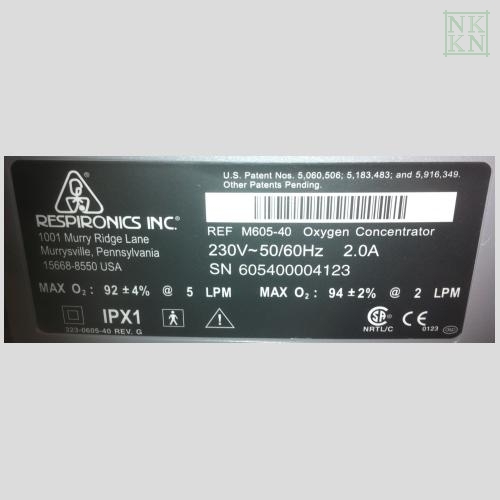 NK
KN
U.S. Patent Nos. 5,060,506; 5,183,483; and 5,916,349.
Other Patents Pending.
RESPIRONICS INC.®
1001 Murry Ridge Lane
Murrysville, Pennsylvania
15668-8550 USA
REF M605-40 Oxygen Concentrator
230V~50/60Hz 2.0A
SN 605400004123
MAX O₂: 92 ±4% @ 5 LPM MAX O₂: 94 ±2% @ 2 LPM
IPX1
SA
NRTL/C
CE
0123
323-0605-40 REV. G